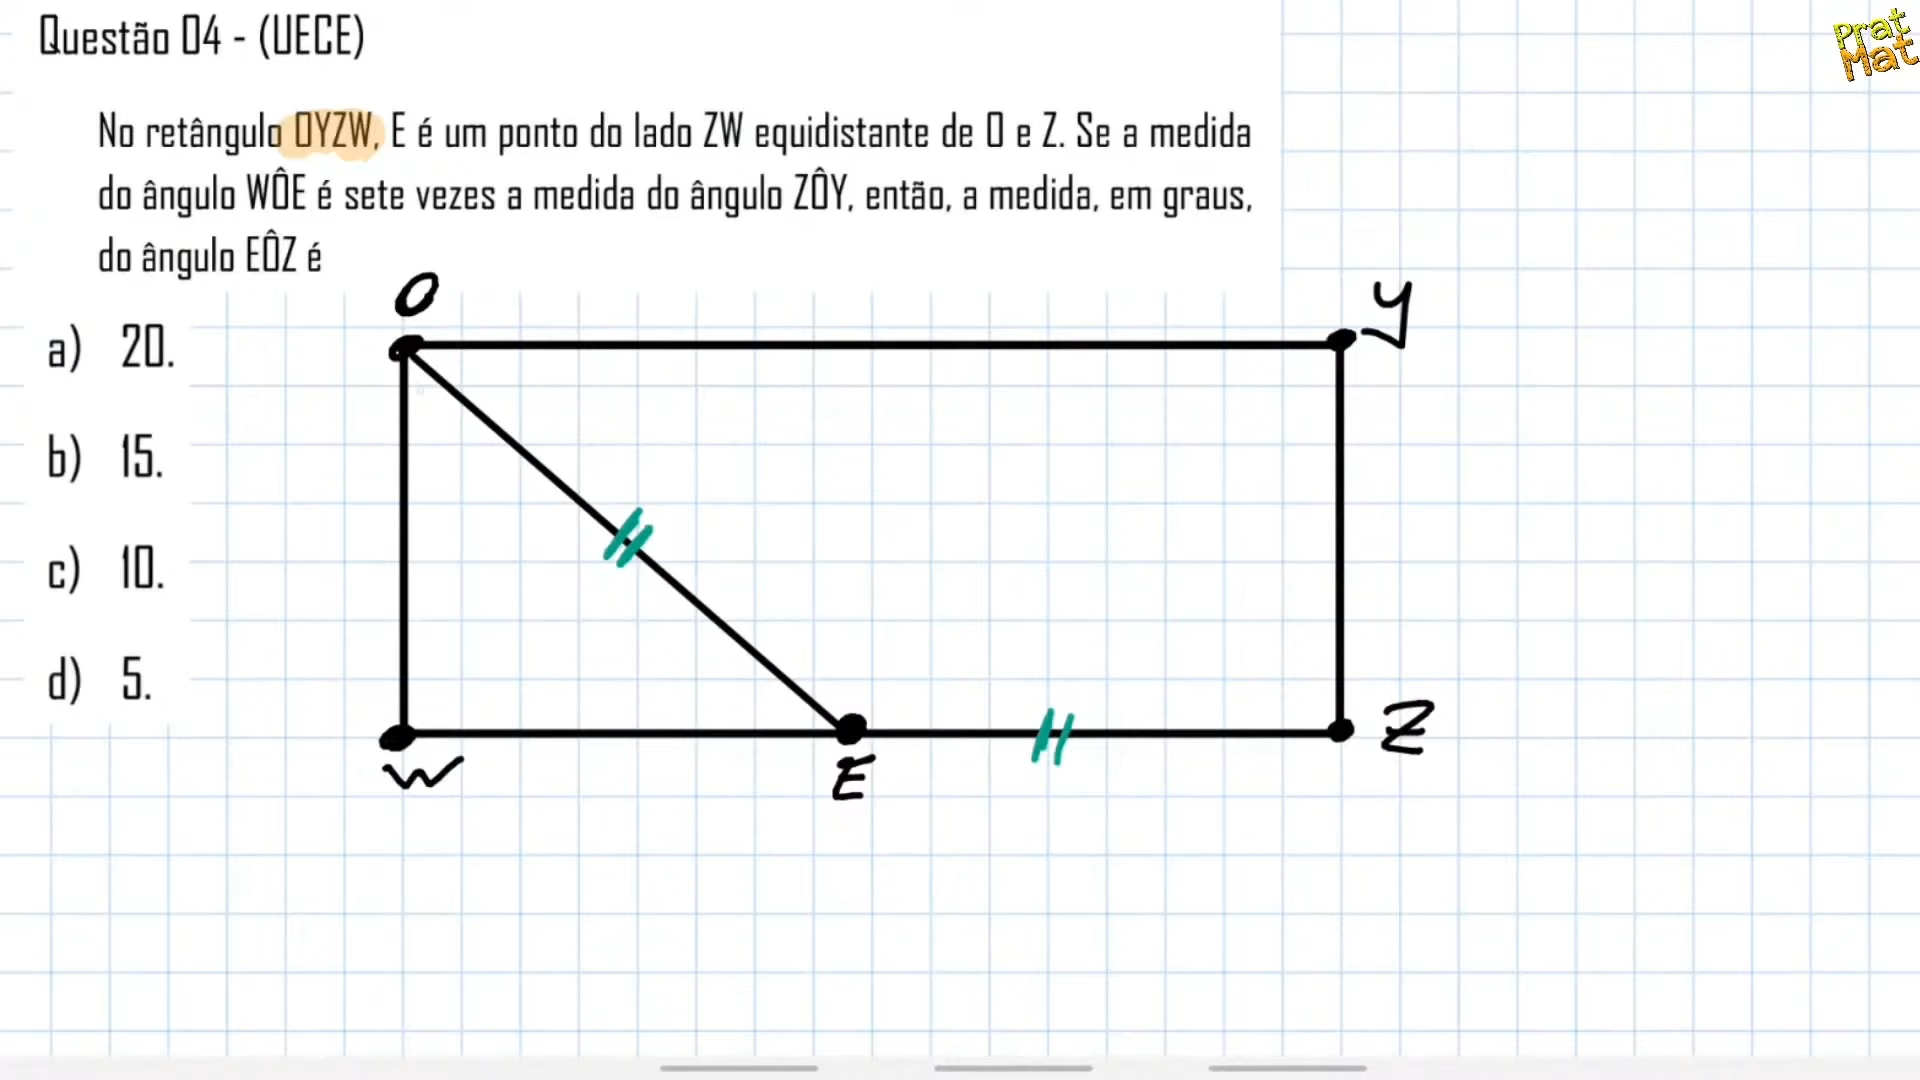 Questão 04 - (UECE)
No retângulo OYZW, E é um ponto do lado ZW equidistante de O e Z. Se a medida
do ângulo WÔE é sete vezes a medida do ângulo ZÔY, então, a medida, em graus,
do ângulo EÔZ é
a) 20.
b) 15.
c) 10.
d) 5.
O
Y
W
E
Z
Prat
Mat